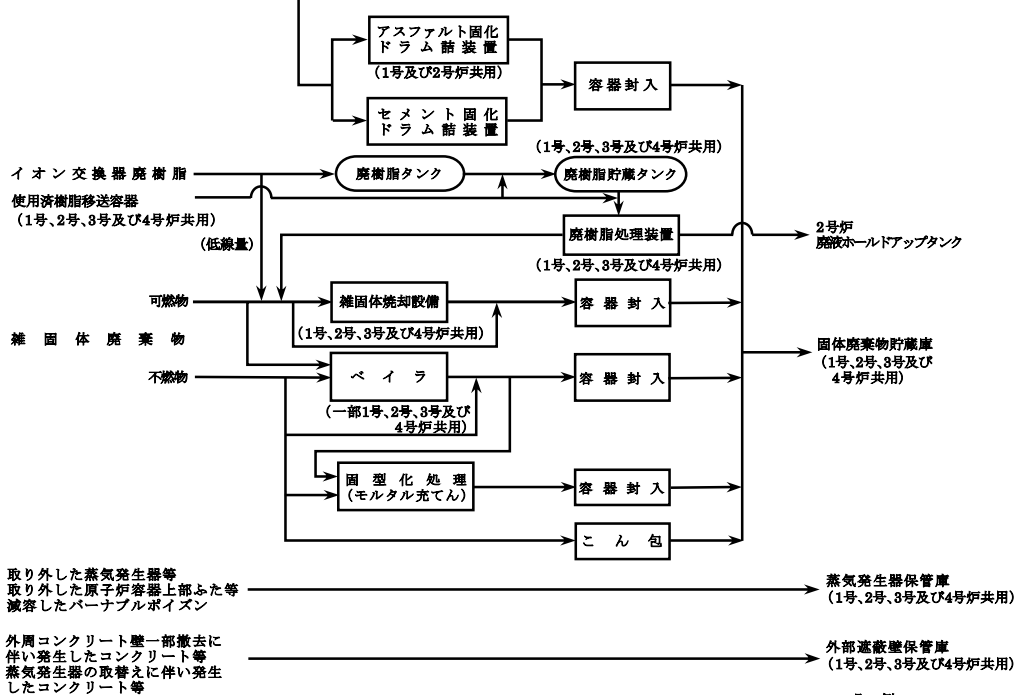 アスファルト固化
ドラム詰装置
(1号及び2号炉共用)
容器封入
セメント固化
ドラム詰装置
(1号、2号、3号及び4号炉共用)
イオン交換器廃樹脂
廃樹脂タンク
廃樹脂貯蔵タンク
使用済樹脂移送容器
(1号、2号、3号及び4号炉共用)
(低線量)
廃樹脂処理装置
(1号、2号、3号及び4号炉共用)
2号炉
廃液ホールドアップタンク
可燃物
雑固体焼却設備
(1号、2号、3号及び4号炉共用)
容器封入
雑固体廃棄物
固体廃棄物貯蔵庫
(1号、2号、3号及び
4号炉共用)
不燃物
ベイラ
(一部1号、2号、3号及び
4号炉共用)
容器封入
固型化処理
(モルタル充てん)
容器封入
こん包
取り外した蒸気発生器等
取り外した原子炉容器上部ふた等
減容したバーナブルポイズン
蒸気発生器保管庫
(1号、2号、3号及び4号炉共用)
外周コンクリート壁一部撤去に
伴い発生したコンクリート等
蒸気発生器の取替えに伴い発生
したコンクリート等
外部遮蔽壁保管庫
(1号、2号、3号及び4号炉共用)